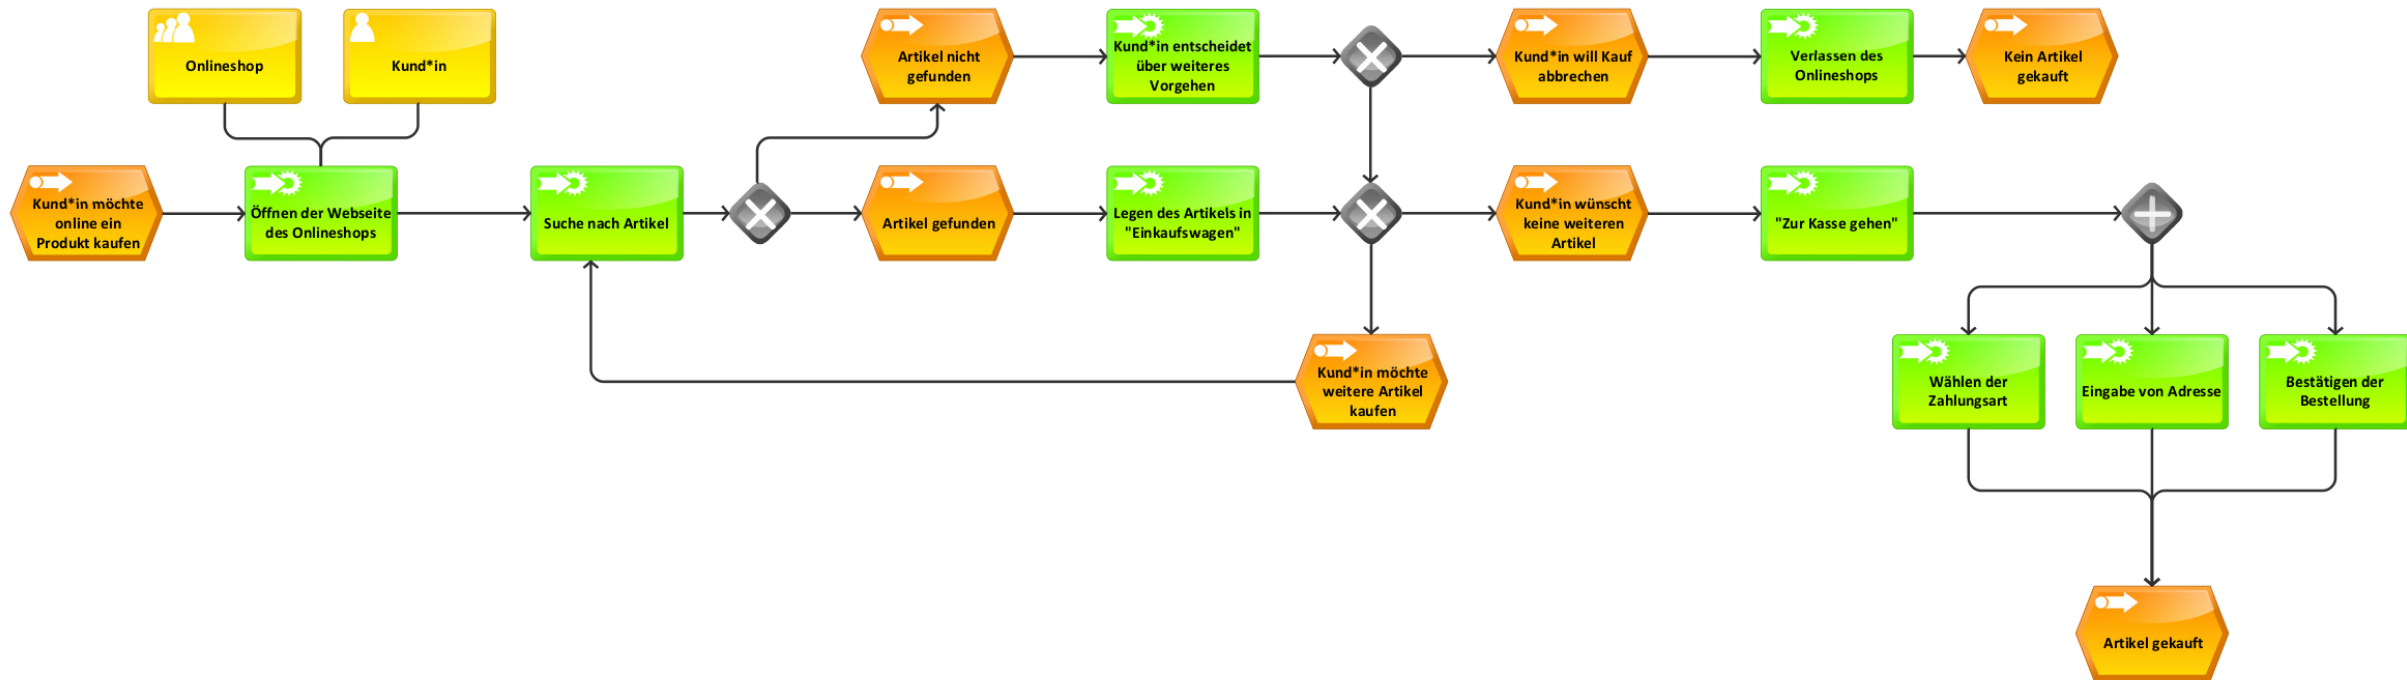 Onlineshop
Kund*in
Artikel nicht
gefunden
Kund*in entscheidet
über weiteres
Vorgehen
Kund*in will Kauf
abbrechen
Verlassen des
Onlineshops
Kein Artikel
gekauft
Kund*in möchte
online ein
Produkt kaufen
Öffnen der Webseite
des Onlineshops
Suche nach Artikel
Artikel gefunden
Legen des Artikels in
"Einkaufswagen"
Kund*in wünscht
keine weiteren
Artikel
"Zur Kasse gehen"
Kund*in möchte
weitere Artikel
kaufen
Wählen der
Zahlungsart
Eingabe von Adresse
Bestätigen der
Bestellung
Artikel gekauft